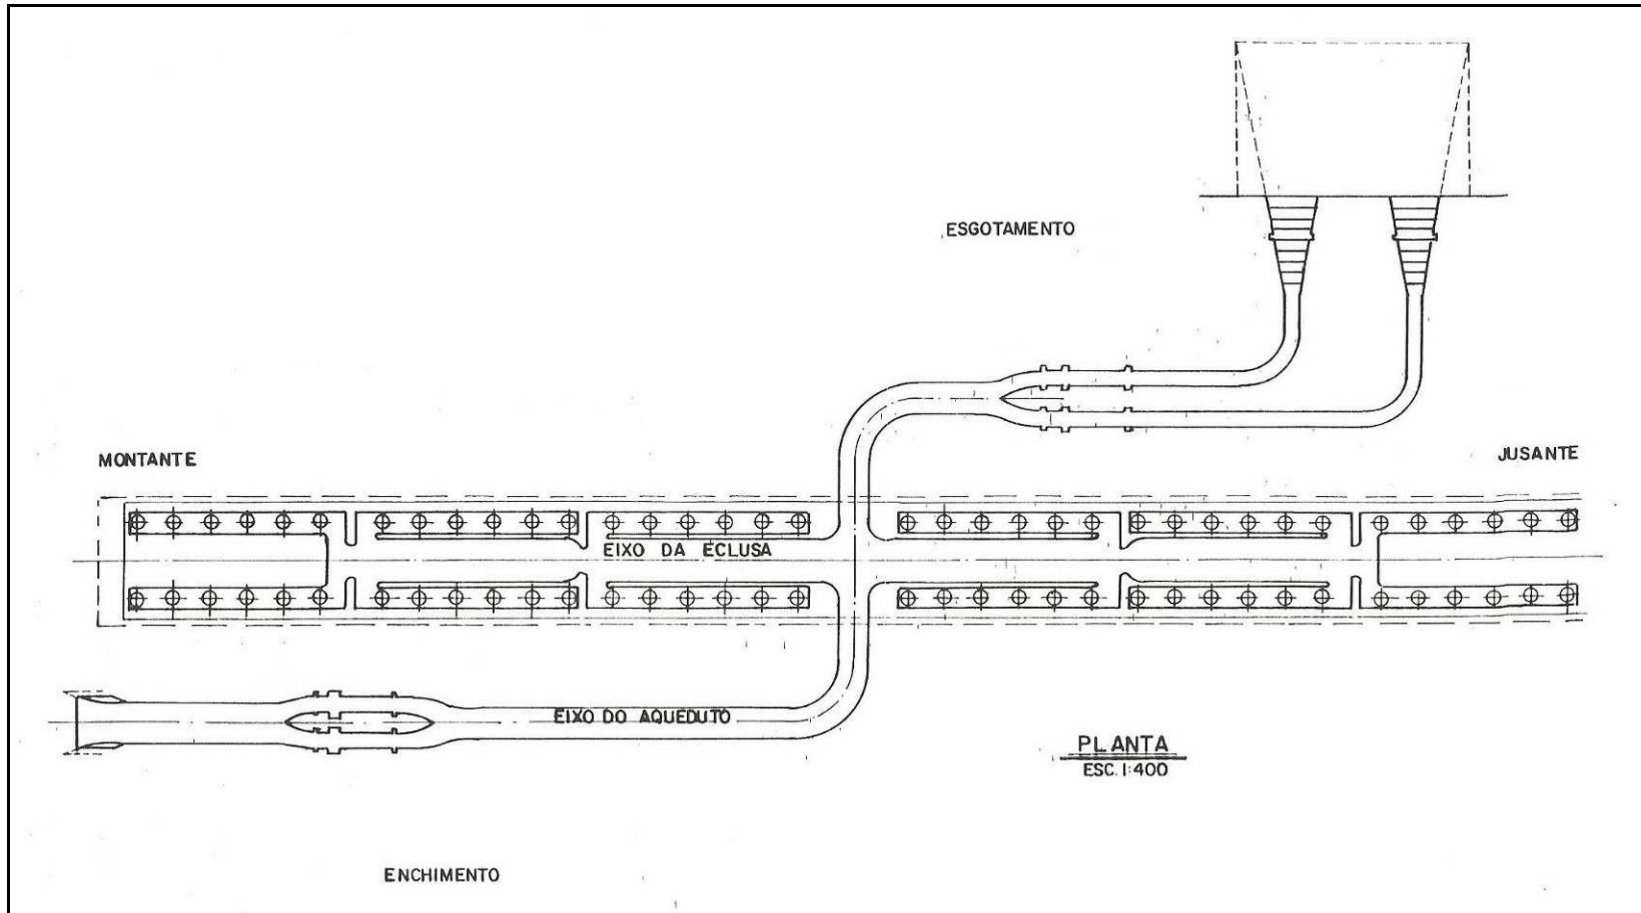 ESGOTAMENTO
MONTANTE
JUSANTE
EIXO DA ECLUSA
EIXO DO AQUEDUTO
PLANTA
ESC. 1:400
ENCHIMENTO